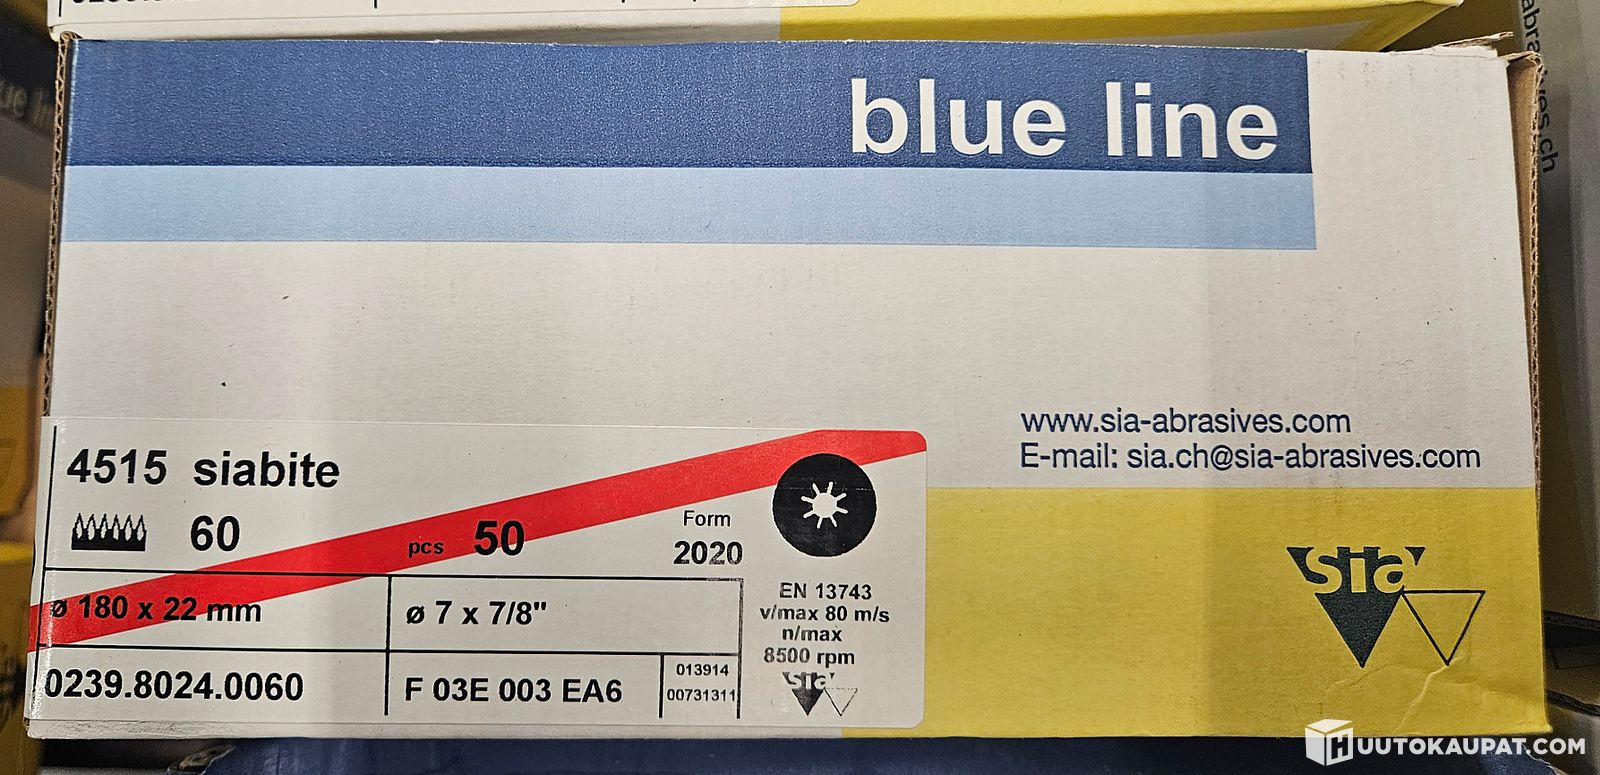 blue line
www.sia-abrasives.com
E-mail: sia.ch@sia-abrasives.com
4515 siabite
60
pcs 50
Form
2020
ø 180 x 22 mm
ø 7 x 7/8"
EN 13743
v/max 80 m/s
n/max
8500 rpm
0239.8024.0060
F 03E 003 EA6
013914
00731311
sia
sia
abrasives.ch
HUUTOKAUPAT.COM